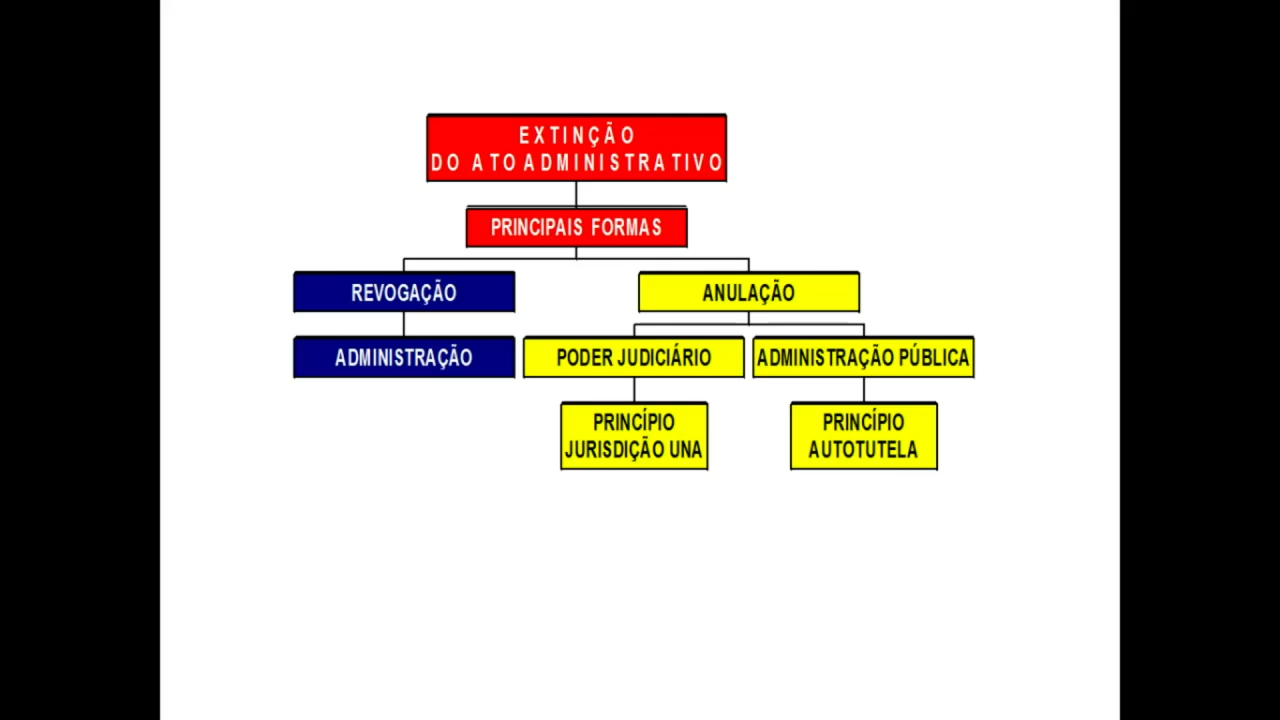 EXTINÇÃO
DO ATO ADMINISTRATIVO
PRINCIPAIS FORMAS
REVOGAÇÃO
ANULAÇÃO
ADMINISTRAÇÃO
PODER JUDICIÁRIO
ADMINISTRAÇÃO PÚBLICA
PRINCÍPIO
JURISDIÇÃO UNA
PRINCÍPIO
AUTOTUTELA